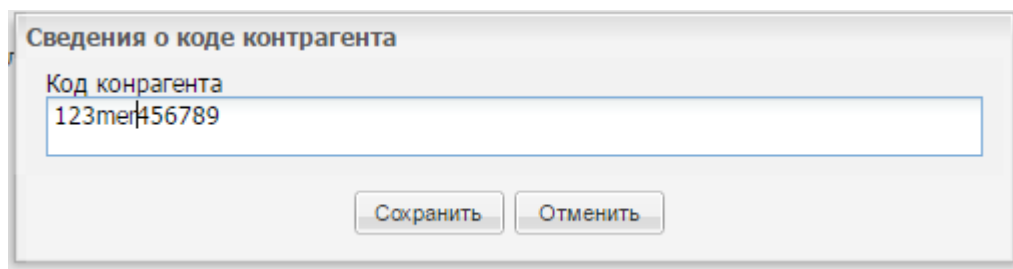 Сведения о коде контрагента
Код конрагента
123mer456789
Сохранить Отменить